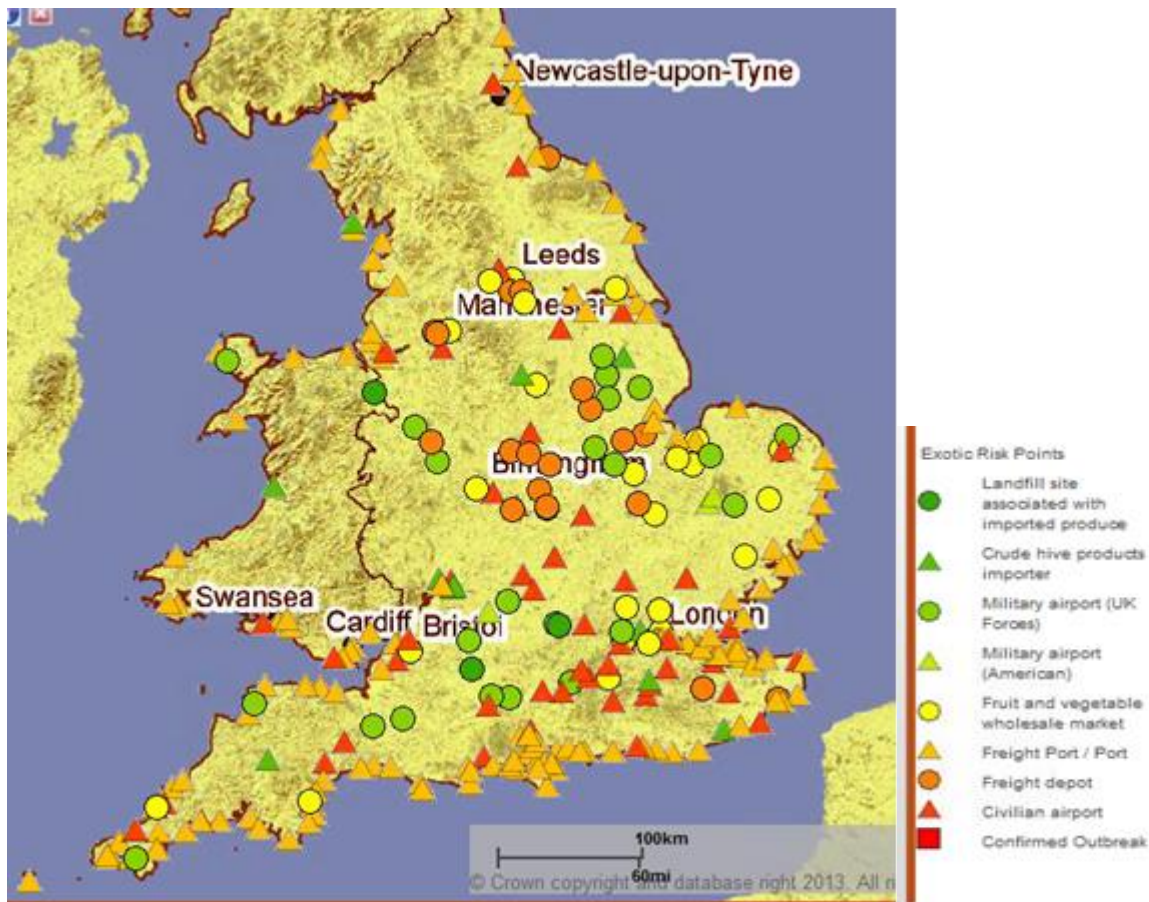 Newcastle-upon-Tyne
Leeds
Manchester
Birmingham
Swansea
Cardiff
Bristol
London
100km
60mi
© Crown copyright and database right 2013. All r
Exotic Risk Points
Landfill site
associated with
imported produce
Crude hive products
importer
Military airport (UK
Forces)
Military airport
(American)
Fruit and vegetable
wholesale market
Freight Port / Port
Freight depot
Civilian airport
Confirmed Outbreak